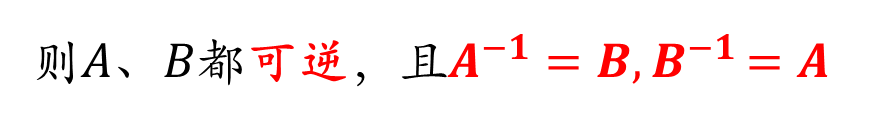 则A、B都可逆，且A⁻¹ = B, B⁻¹ = A